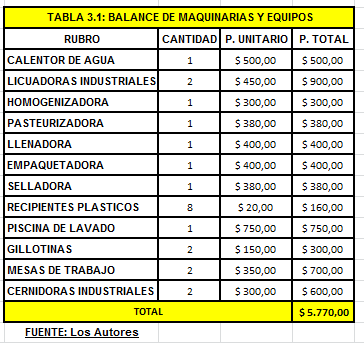 TABLA 3.1: BALANCE DE MAQUINARIAS Y EQUIPOS
RUBRO CANTIDAD P. UNITARIO P. TOTAL
CALENTOR DE AGUA 1 $ 500,00 $ 500,00
LICUADORAS INDUSTRIALES 2 $ 450,00 $ 900,00
HOMOGENIZADORA 1 $ 300,00 $ 300,00
PASTEURIZADORA 1 $ 380,00 $ 380,00
LLENADORA 1 $ 400,00 $ 400,00
EMPAQUETADORA 1 $ 400,00 $ 400,00
SELLADORA 1 $ 380,00 $ 380,00
RECIPIENTES PLASTICOS 8 $ 20,00 $ 160,00
PISCINA DE LAVADO 1 $ 750,00 $ 750,00
GILLOTINAS 2 $ 150,00 $ 300,00
MESAS DE TRABAJO 2 $ 350,00 $ 700,00
CERNIDORAS INDUSTRIALES 2 $ 300,00 $ 600,00
TOTAL $ 5.770,00
FUENTE: Los Autores